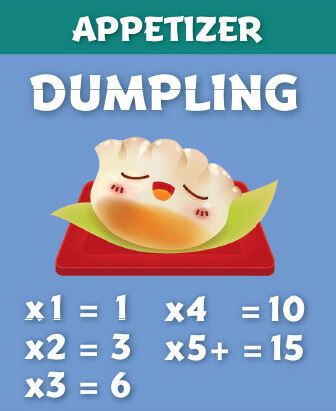 APPETIZER
DUMPLING
x1 = 1 x4 = 10
x2 = 3 x5+ = 15
x3 = 6